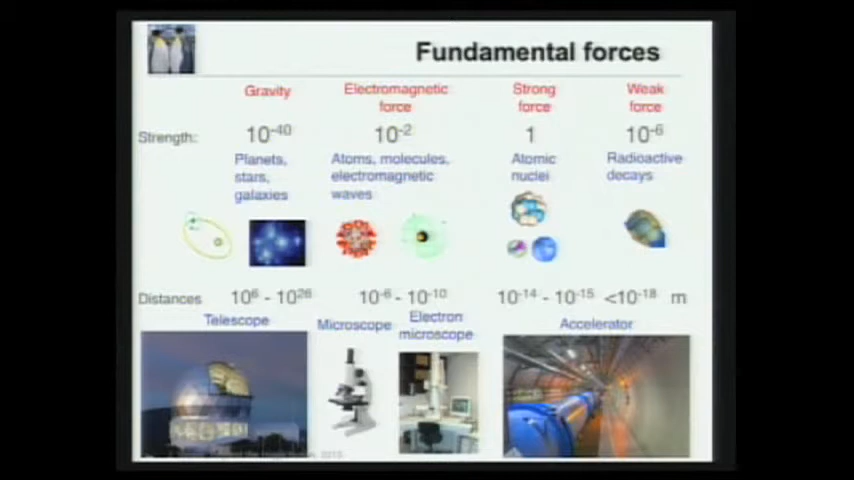 Fundamental forces
Gravity
Electromagnetic
force
Strong
force
Weak
force
Strength:
10⁻⁴⁰
10⁻²
1
10⁻⁶
Planets,
stars,
galaxies
Atoms, molecules,
electromagnetic
waves
Atomic
nuclei
Radioactive
decays
Distances
10⁶ - 10²⁶
10⁻⁶ - 10⁻¹⁰
10⁻¹⁴ - 10⁻¹⁵
<10⁻¹⁸ m
Telescope
Microscope
Electron
microscope
Accelerator